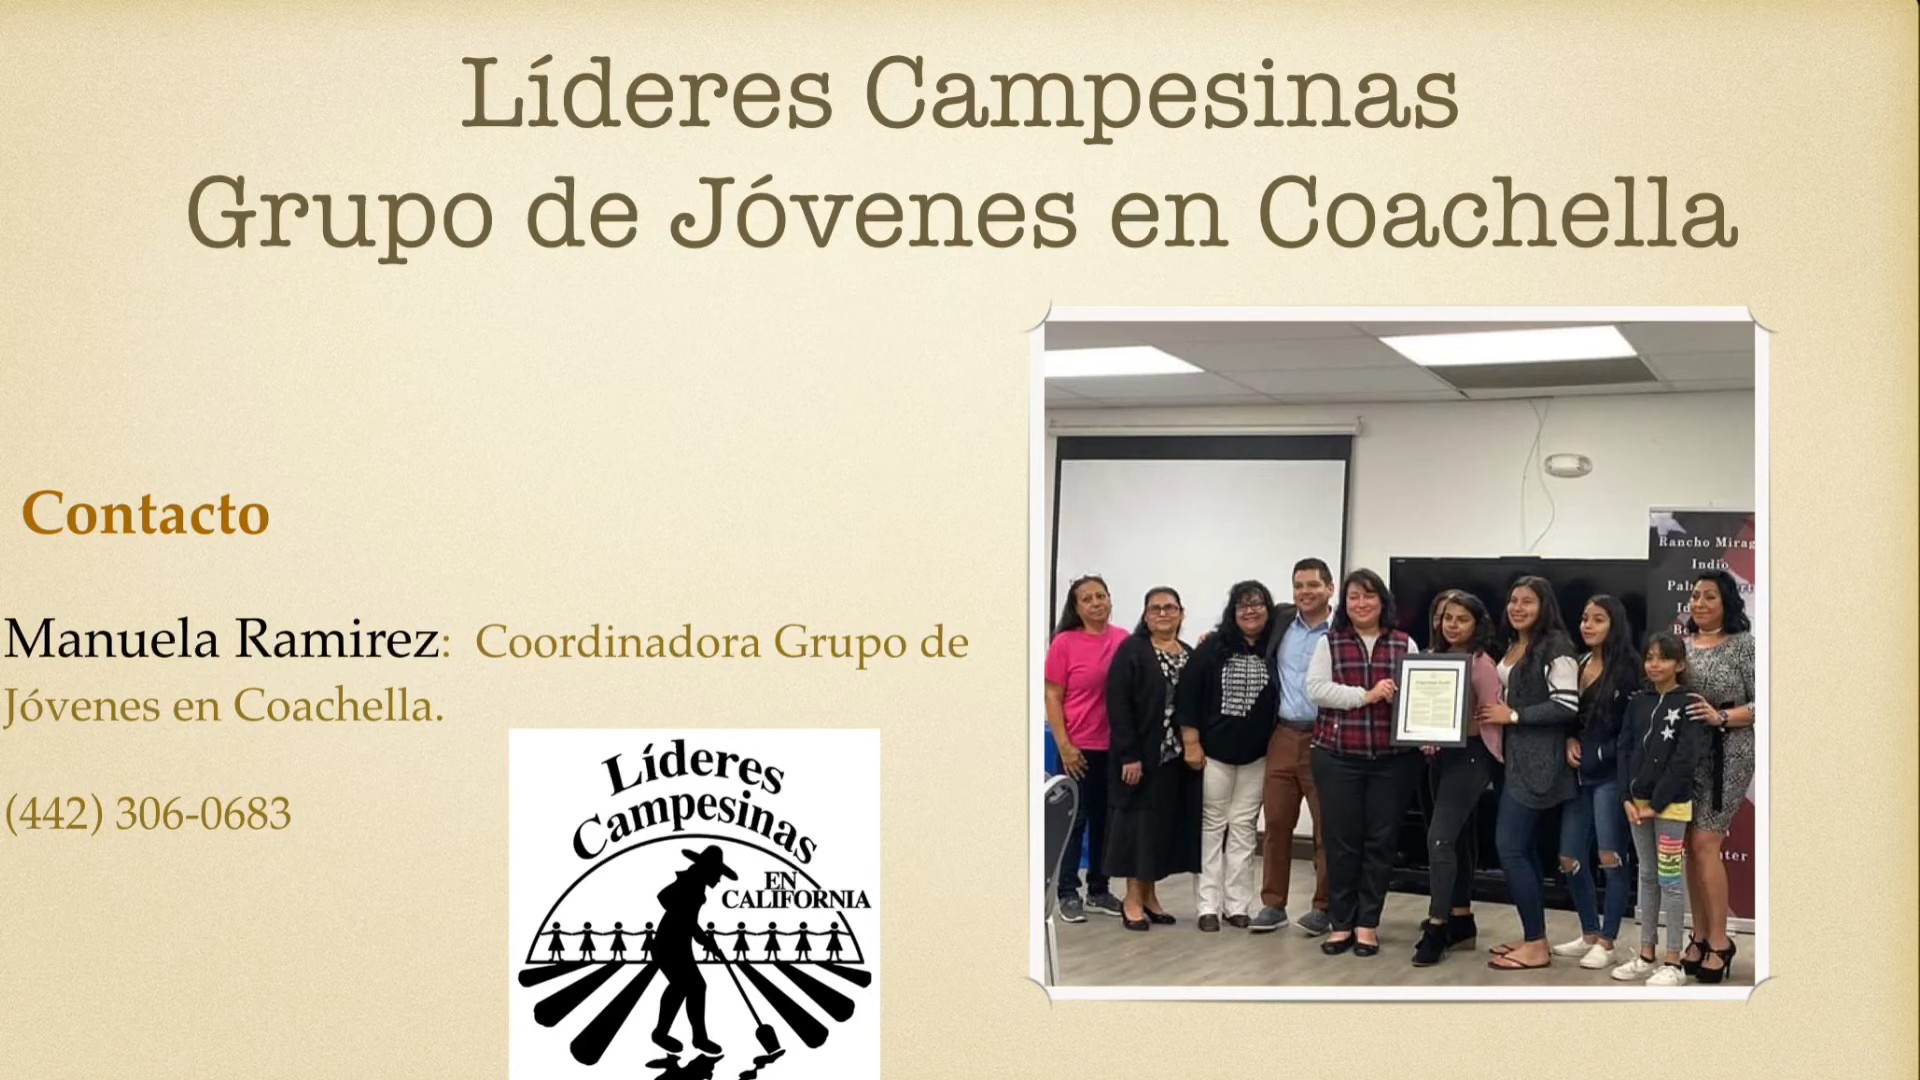 Líderes Campesinas
Grupo de Jóvenes en Coachella
Contacto
Manuela Ramirez: Coordinadora Grupo de
Jóvenes en Coachella.
(442) 306-0683
Líderes
Campesinas
EN
CALIFORNIA
Rancho Mirag
Indio